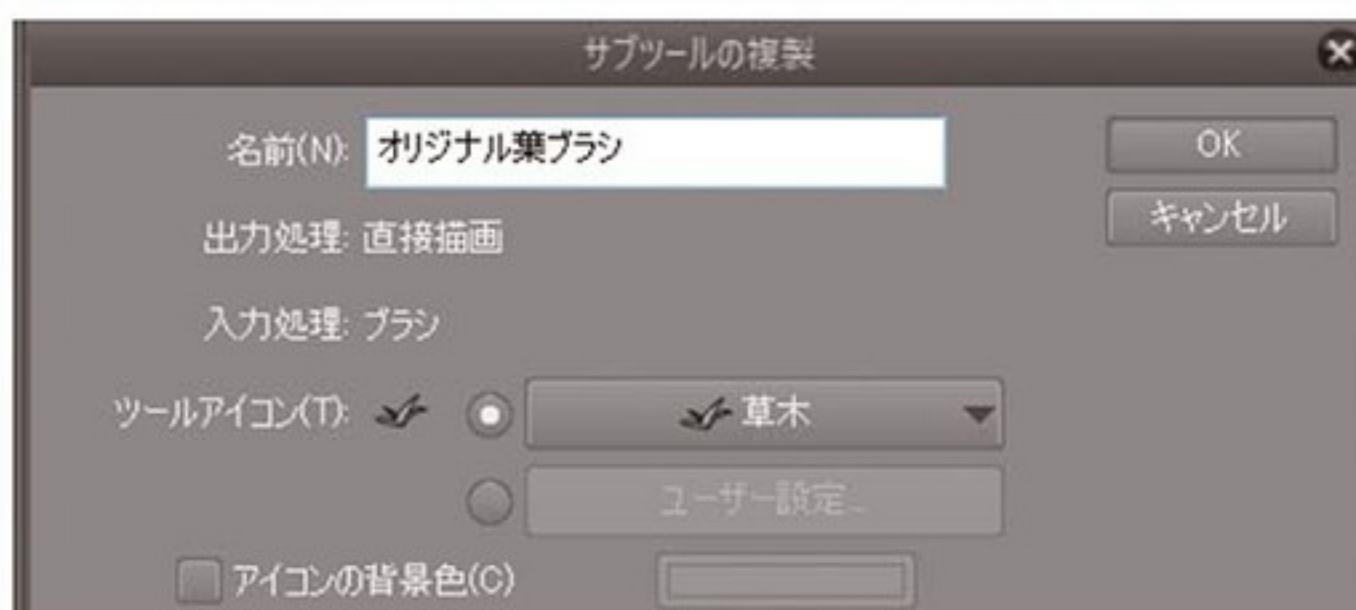 サブツールの複製
名前(N): オリジナル葉ブラシ
OK
出力処理: 直接描画
キャンセル
入力処理: ブラシ
ツールアイコン(T): 草木
ユーザー設定...
アイコンの背景色(C)